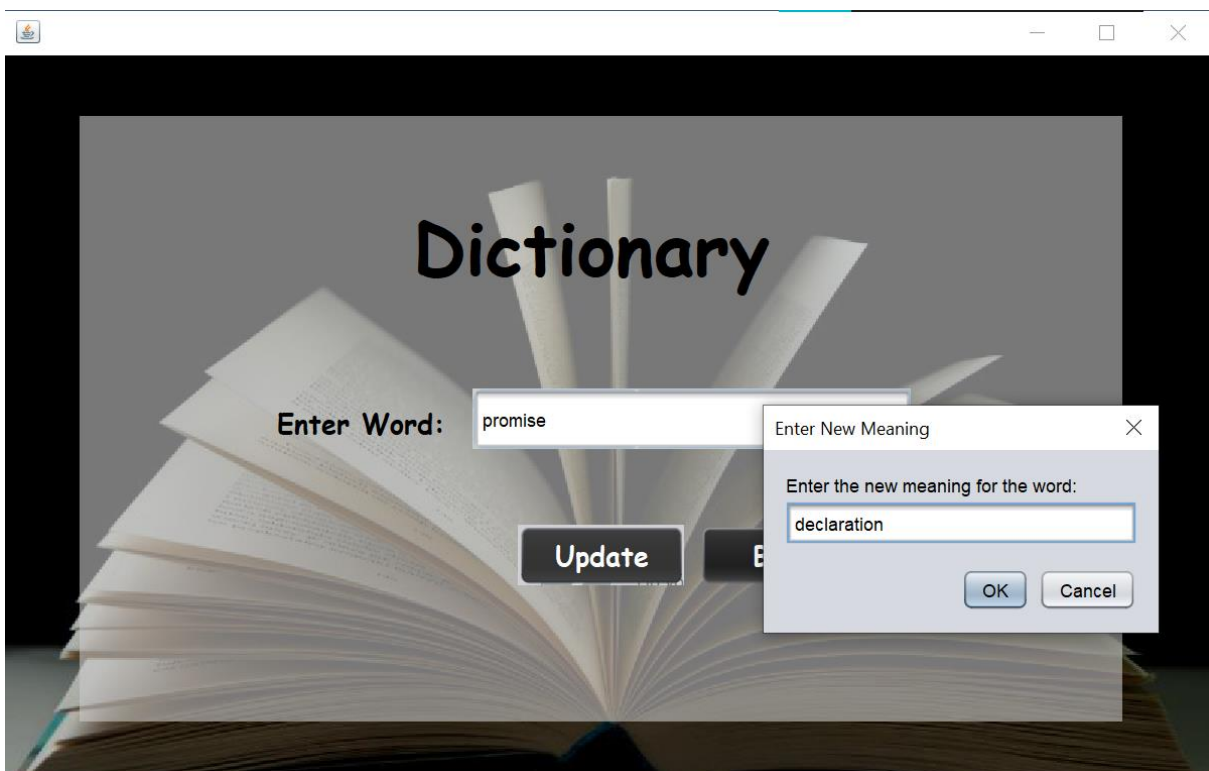 Dictionary
Enter Word:
promise
Update
Enter New Meaning
Enter the new meaning for the word:
declaration
OK
Cancel